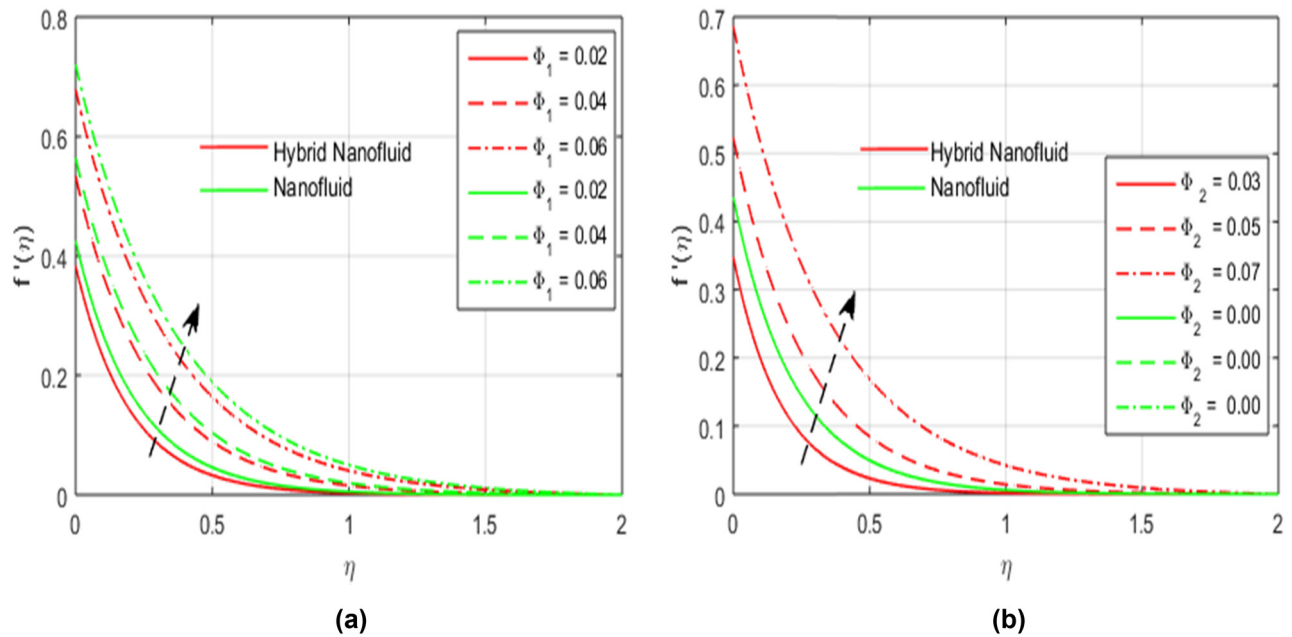 0.8
0.6
0.4
0.2
0
f '(η)
0
0.5
1
1.5
2
η
Hybrid Nanofluid
Nanofluid
Φ1 = 0.02
Φ1 = 0.04
Φ1 = 0.06
Φ1 = 0.02
Φ1 = 0.04
Φ1 = 0.06
(a)
0.7
0.6
0.5
0.4
0.3
0.2
0.1
0
f '(η)
0
0.5
1
1.5
2
η
Hybrid Nanofluid
Nanofluid
Φ2 = 0.03
Φ2 = 0.05
Φ2 = 0.07
Φ2 = 0.00
Φ2 = 0.00
Φ2 = 0.00
(b)